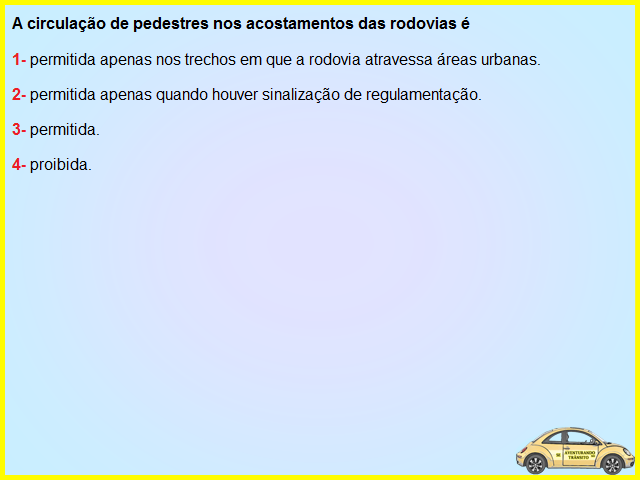 A circulação de pedestres nos acostamentos das rodovias é
1- permitida apenas nos trechos em que a rodovia atravessa áreas urbanas.
2- permitida apenas quando houver sinalização de regulamentação.
3- permitida.
4- proibida.
AVENTURANDO
TRÂNSITO